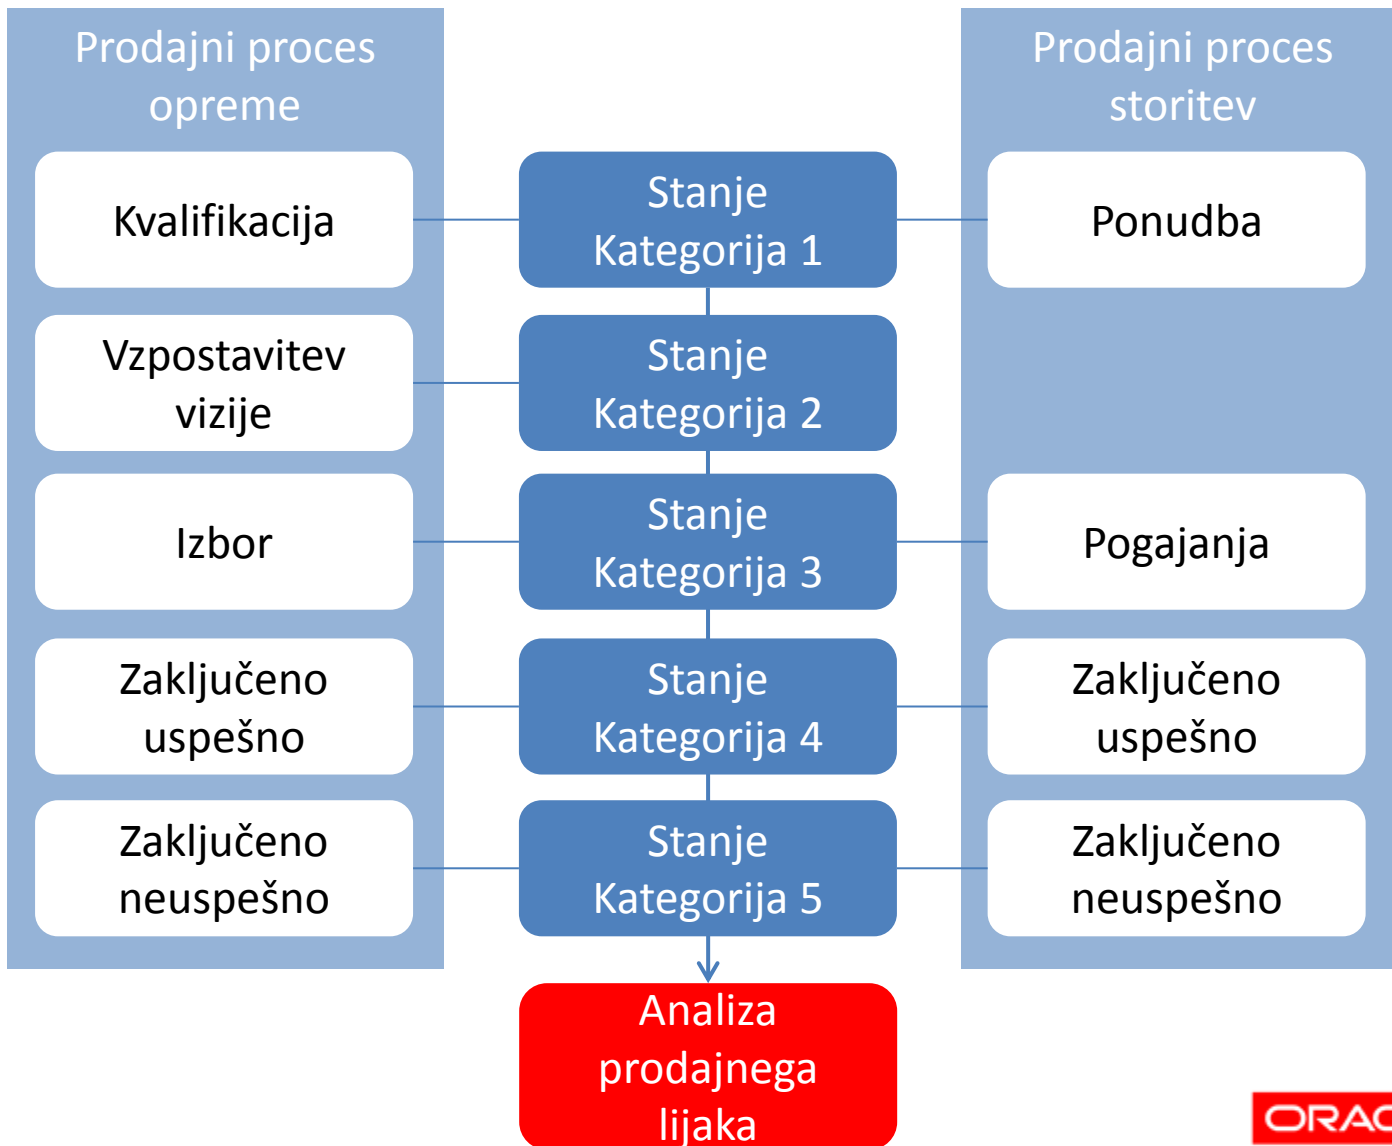 Prodajni proces
opreme
Prodajni proces
storitev
Kvalifikacija
Stanje
Kategorija 1
Ponudba
Vzpostavitev
vizije
Stanje
Kategorija 2
Izbor
Stanje
Kategorija 3
Pogajanja
Zaključeno
uspešno
Stanje
Kategorija 4
Zaključeno
uspešno
Zaključeno
neuspešno
Stanje
Kategorija 5
Zaključeno
neuspešno
Analiza
prodajnega
lijaka